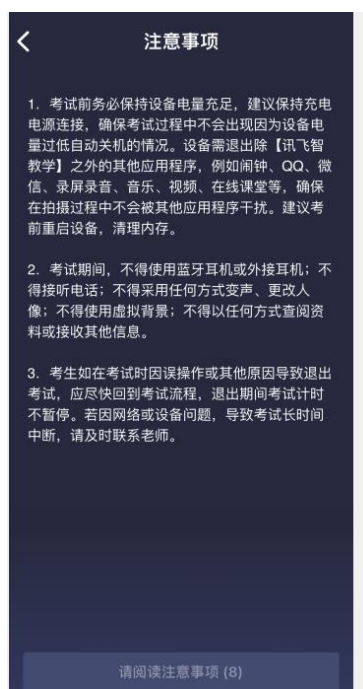 注意事项
1. 考试前务必保持设备电量充足，建议保持充电
电源连接，确保考试过程中不会出现因为设备电
量过低自动关机的情况。设备需退出除【讯飞智
教学】之外的其他应用程序，例如闹钟、QQ、微
信、录屏录音、音乐、视频、在线课堂等，确保
在拍摄过程中不会被其他应用程序干扰。建议考
前重启设备，清理内存。
2. 考试期间，不得使用蓝牙耳机或外接耳机；不
得接听电话；不得采用任何方式变声、更改人
像；不得使用虚拟背景；不得以任何方式查阅资
料或接收其他信息。
3. 考生如在考试时因误操作或其他原因导致退出
考试，应尽快回到考试流程，退出期间考试计时
不暂停。若因网络或设备问题，导致考试长时间
中断，请及时联系老师。
请阅读注意事项 (8)